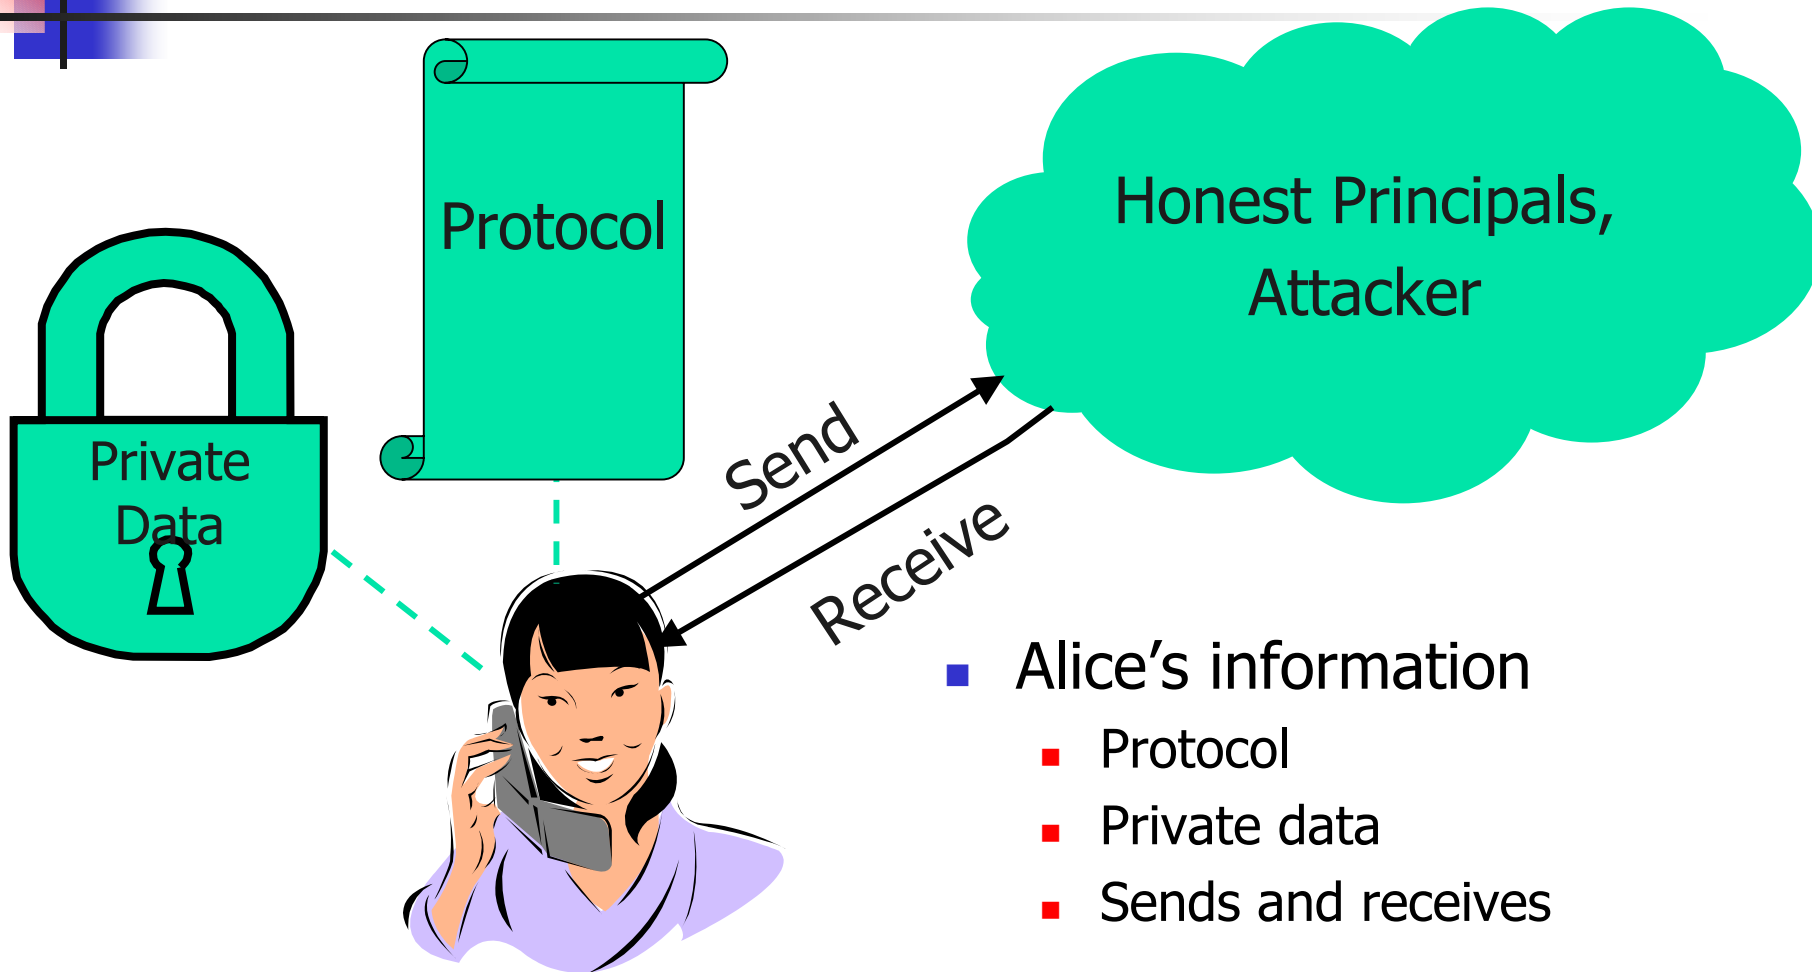 Protocol
Honest Principals,
Attacker
Private
Data
Send
Receive
Alice’s information
Protocol
Private data
Sends and receives